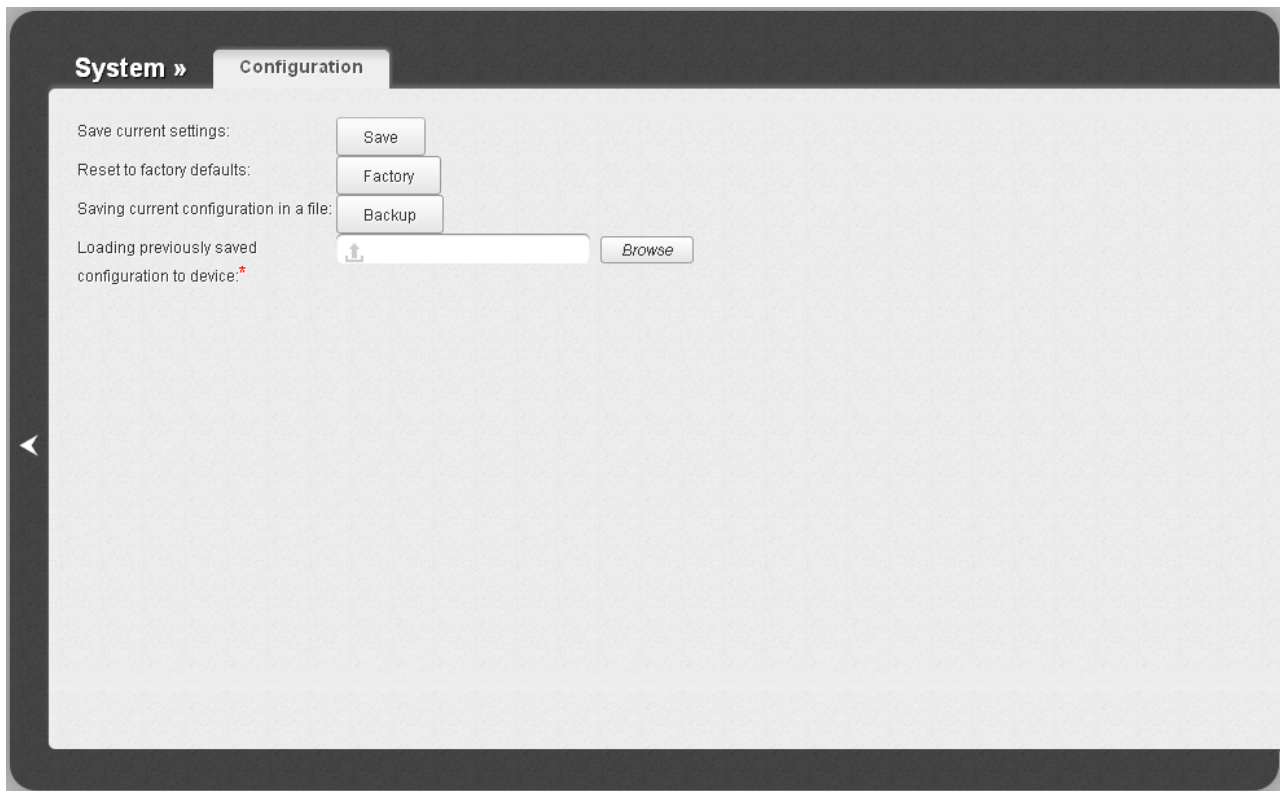 System »
Configuration
Save current settings:
Save
Reset to factory defaults:
Factory
Saving current configuration in a file:
Backup
Loading previously saved
configuration to device:*
Browse